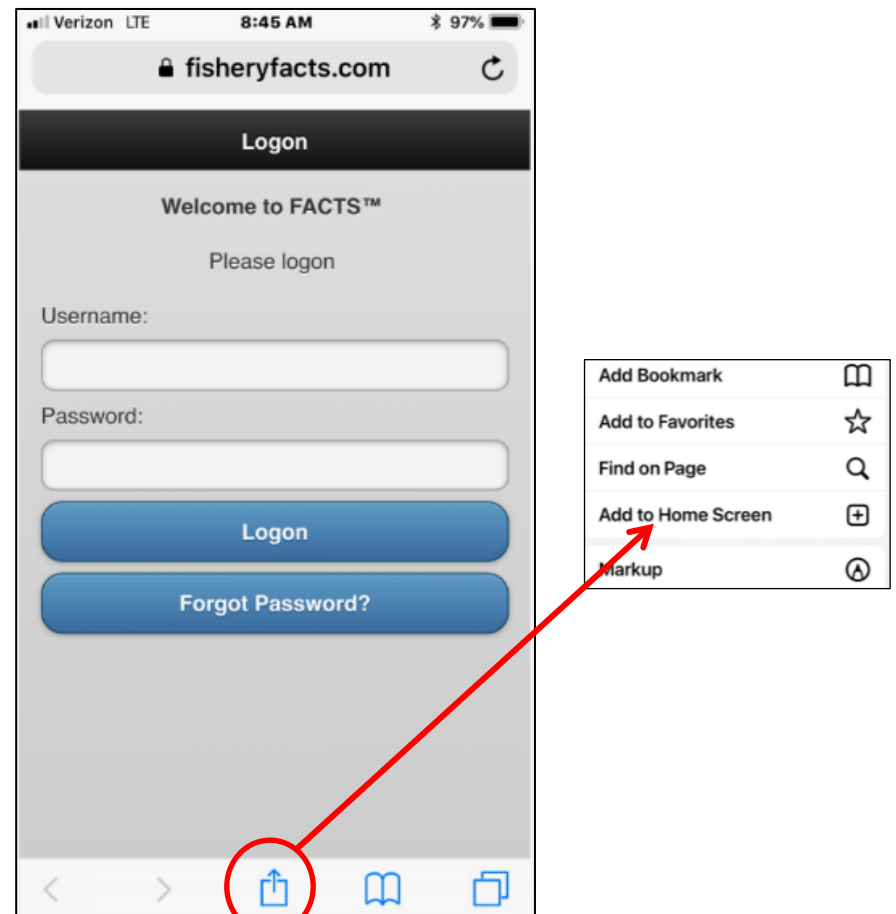 Verizon LTE 8:45 AM 97%
fisheryfacts.com
Logon
Welcome to FACTS™
Please logon
Username:
Password:
Logon
Forgot Password?
Add Bookmark
Add to Favorites
Find on Page
Add to Home Screen
Markup